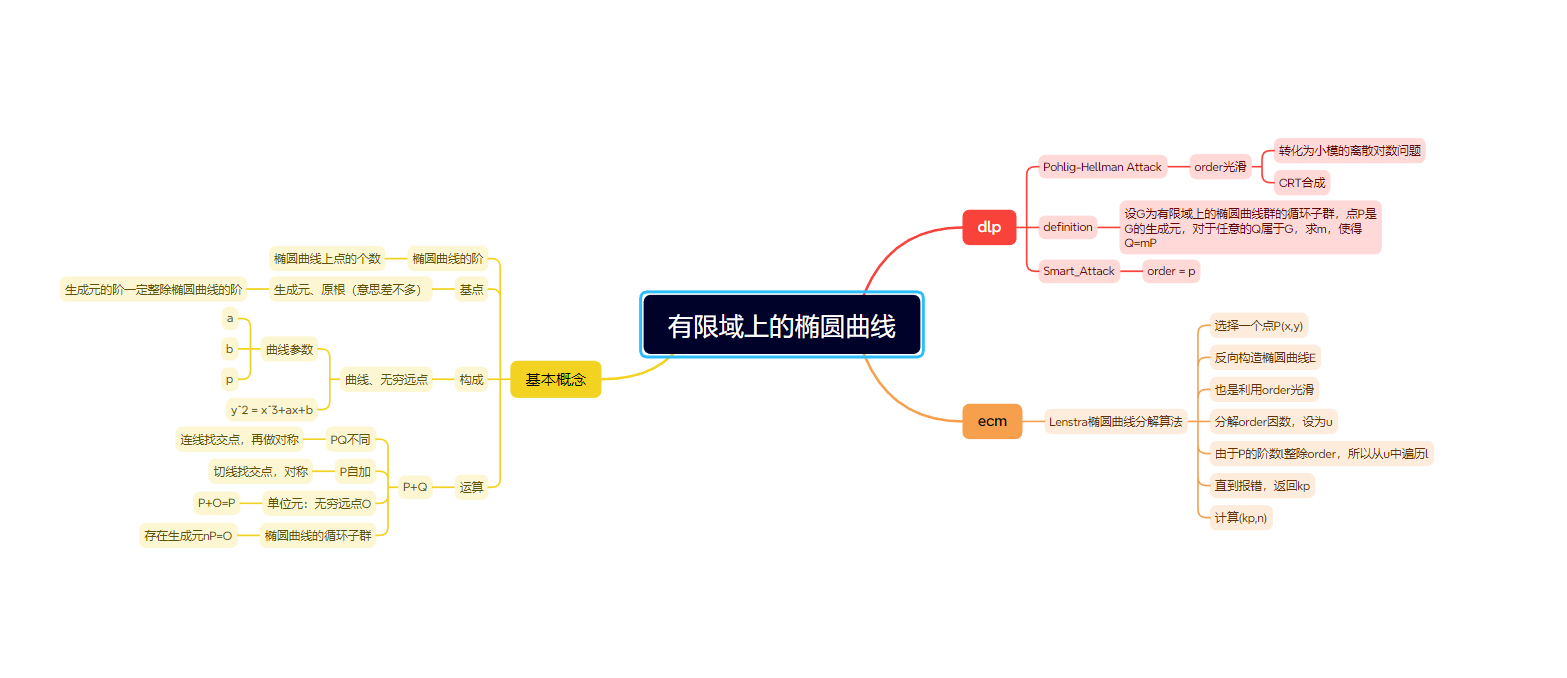 有限域上的椭圆曲线
dlp
Pohlig-Hellman Attack
order光滑
转化为小模的离散对数问题
CRT合成
definition
设G为有限域上的椭圆曲线群的循环子群，点P是
G的生成元，对于任意的Q属于G，求m，使得
Q=mP
Smart_Attack
order = p
ecm
Lenstra椭圆曲线分解算法
选择一个点P(x,y)
反向构造椭圆曲线E
也是利用order光滑
分解order因数，设为u
由于P的阶数l整除order，所以从u中遍历l
直到报错，返回kp
计算(kp,n)
基本概念
椭圆曲线的阶
椭圆曲线上点的个数
基点
生成元、原根（意思差不多）
生成元的阶一定整除椭圆曲线的阶
构成
曲线、无穷远点
曲线参数
a
b
p
y^2 = x^3+ax+b
运算
P+Q
PQ不同
连线找交点，再做对称
P自加
切线找交点，对称
单位元：无穷远点O
P+O=P
椭圆曲线的循环子群
存在生成元nP=O